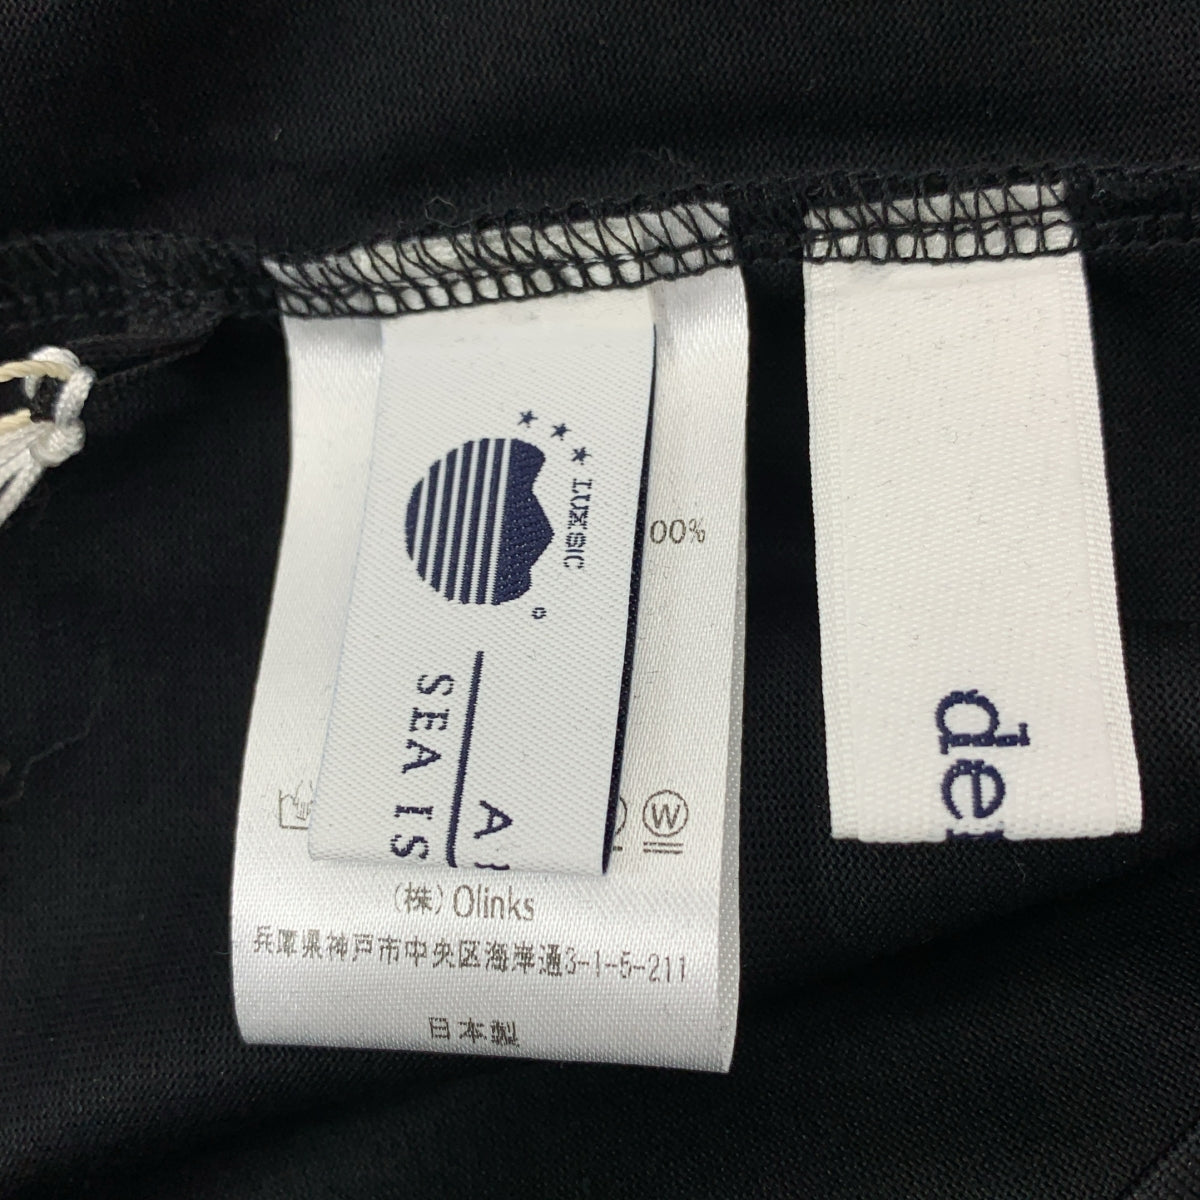 LUXSIC
SEA IS
00%
W
(株) Olinks
兵庫県神戸市中央区海岸通3-1-5-211
日本製
de